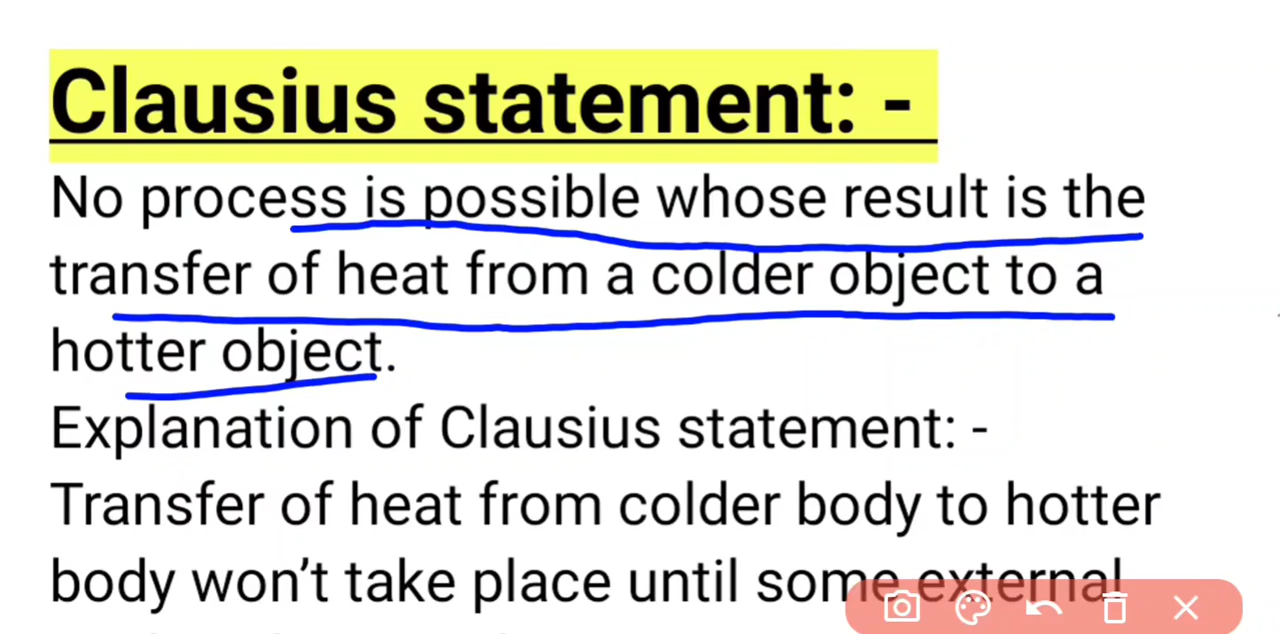 Clausius statement: -
No process is possible whose result is the
transfer of heat from a colder object to a
hotter object.
Explanation of Clausius statement: -
Transfer of heat from colder body to hotter
body won’t take place until some external